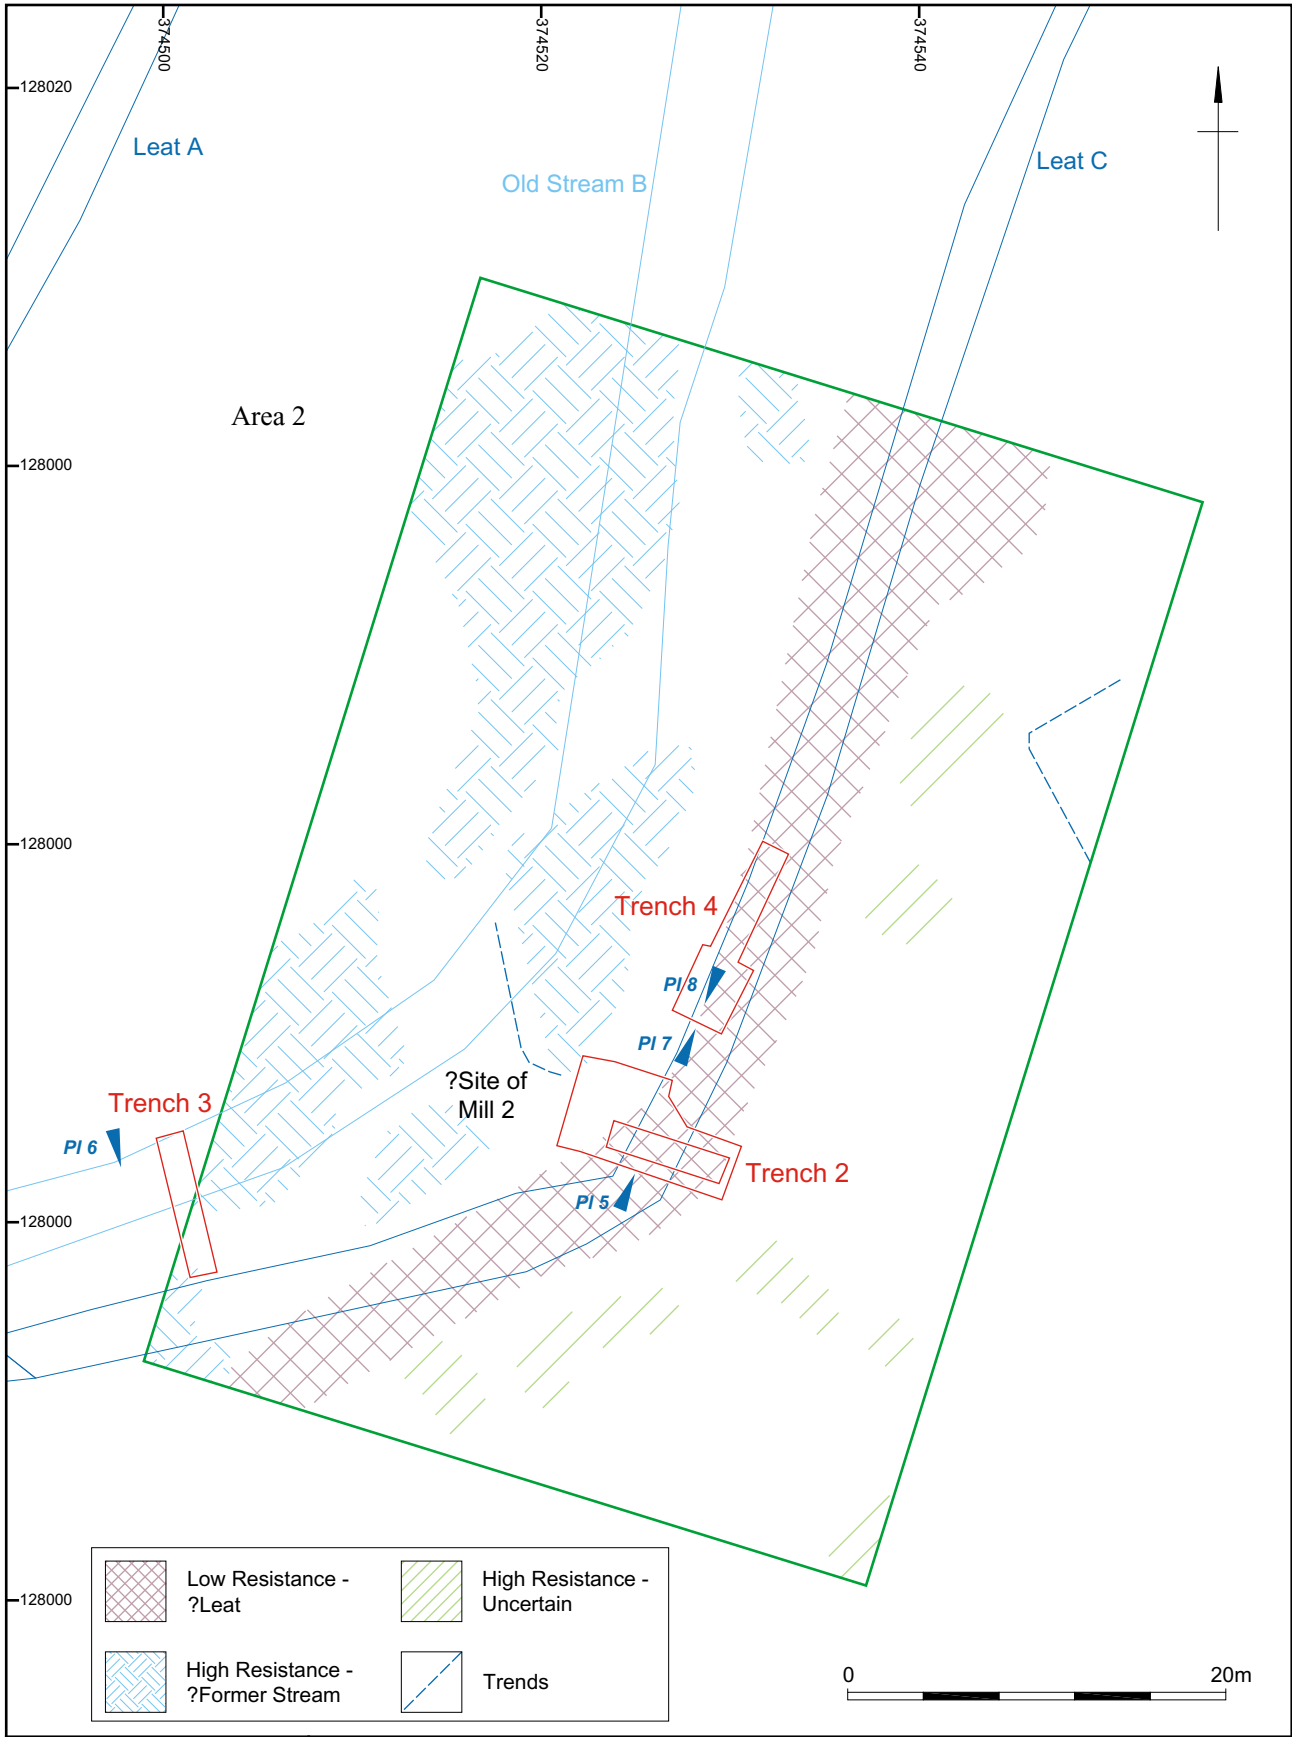 374500
374520
374540
128020
Leat A
Leat C
Old Stream B
Area 2
128000
128000
Trench 4
Pl 8
Pl 7
?Site of
Mill 2
Trench 3
Pl 6
Trench 2
Pl 5
128000
128000
Low Resistance -
?Leat
High Resistance -
Uncertain
High Resistance -
?Former Stream
Trends
0
20m